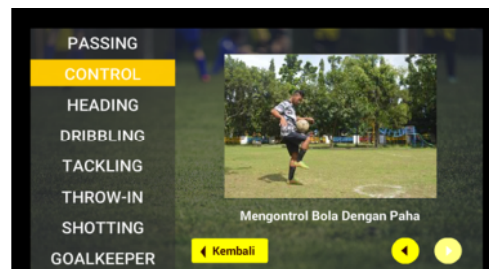 PASSING
CONTROL
HEADING
DRIBBLING
TACKLING
THROW-IN
SHOTTING
GOALKEEPER
Mengontrol Bola Dengan Paha
Kembali